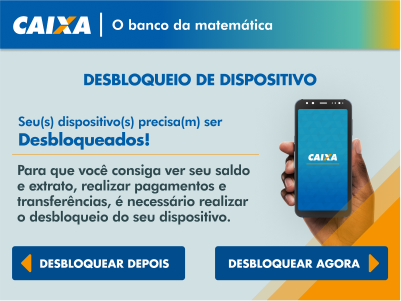 CAIXA | O banco da matemática
DESBLOQUEIO DE DISPOSITIVO
Seu(s) dispositivo(s) precisa(m) ser
Desbloqueados!
Para que você consiga ver seu saldo
e extrato, realizar pagamentos e
transferências, é necessário realizar
o desbloqueio do seu dispositivo.
CAIXA
DESBLOQUEAR DEPOIS
DESBLOQUEAR AGORA